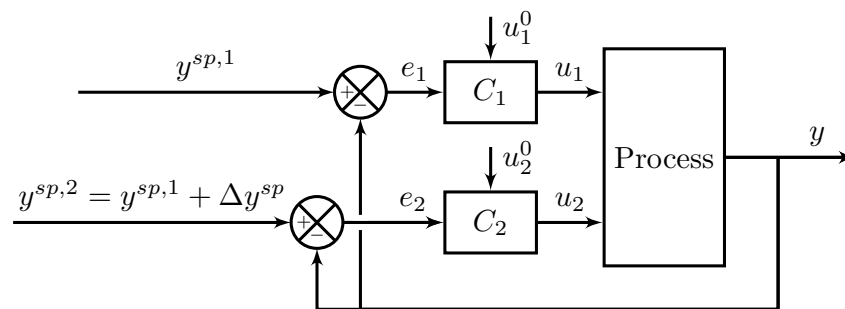 u_1^0
y^{sp,1}
+
−
e_1
C_1
u_1
Process
y
u_2^0
y^{sp,2} = y^{sp,1} + Δy^{sp}
+
−
e_2
C_2
u_2